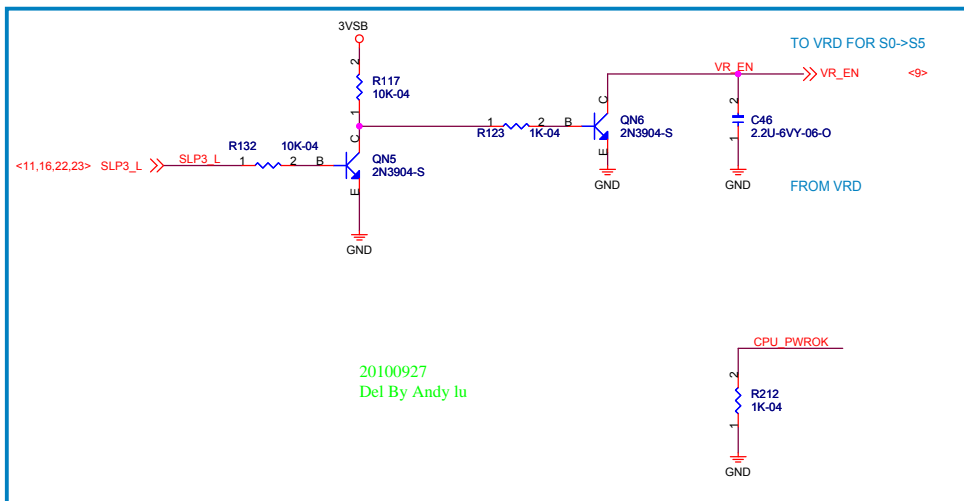 3VSB
TO VRD FOR S0->S5
2
R117
10K-04
1
VR_EN
VR_EN
<9>
C
QN6
2N3904-S
2
C46
2.2U-6VY-06-O
1
1
R123
2
1K-04
B
E
GND
GND
FROM VRD
<11,16,22,23>
SLP3_L
SLP3_L
R132
10K-04
1
2
B
C
QN5
2N3904-S
E
GND
CPU_PWROK
20100927
Del By Andy lu
2
R212
1K-04
1
GND